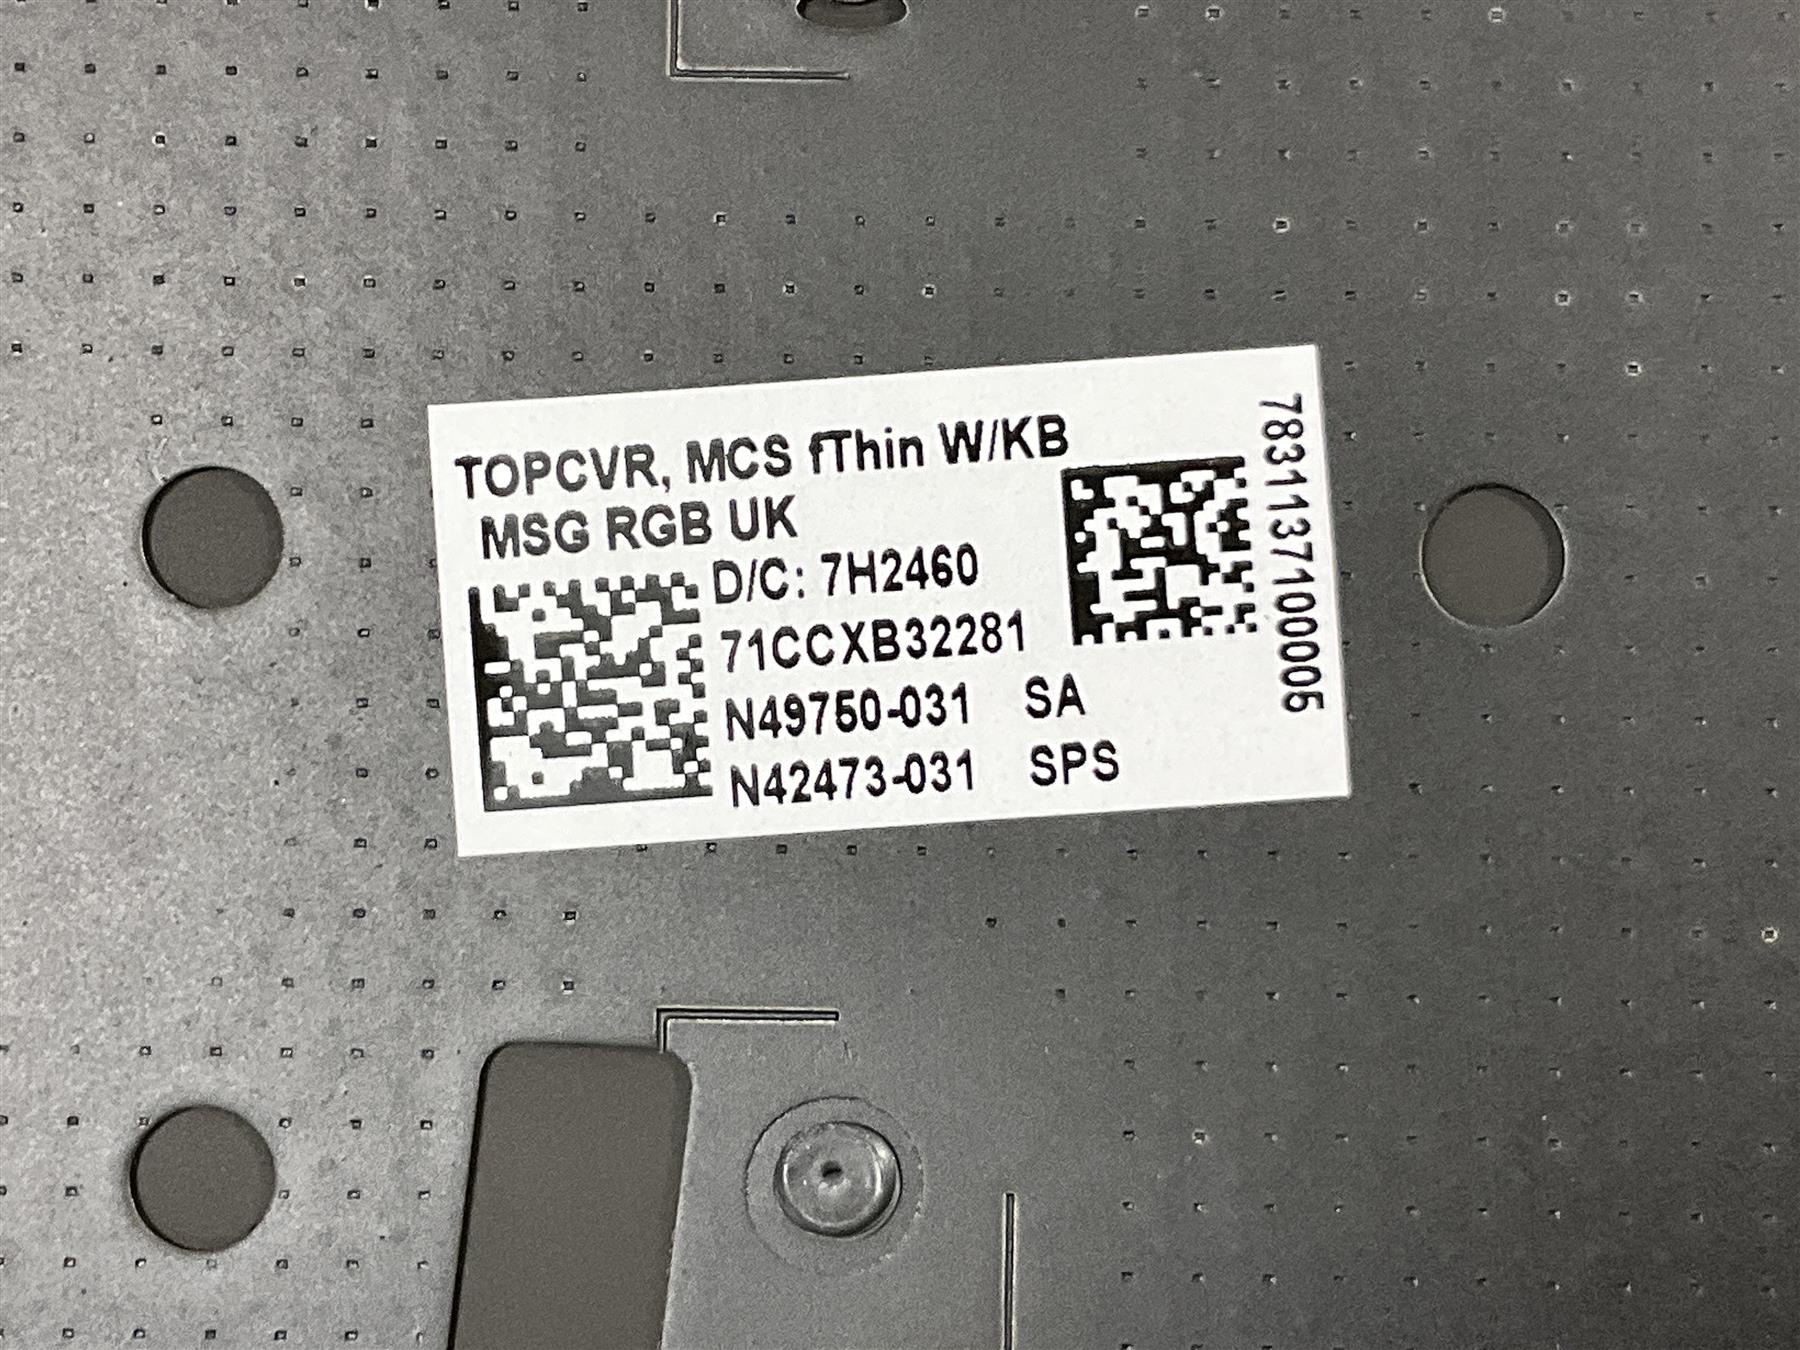 TOPCVR, MCS fThin W/KB
MSG RGB UK
D/C: 7H2460
71CCXB32281
N49750-031 SA
N42473-031 SPS
7831137100005